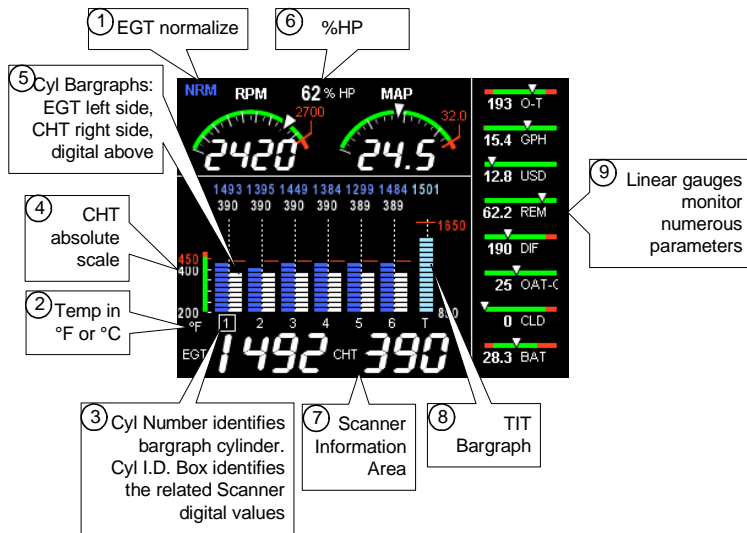 1 EGT normalize
6 %HP
5 Cyl Bargraphs:
EGT left side,
CHT right side,
digital above
4 CHT
absolute
scale
2 Temp in
°F or °C
NRM RPM 62 % HP MAP
2700 32.0
2420 24.5
1493 1395 1449 1384 1299 1484 1501
390 390 390 390 389 389
1650
450
400
200
°F 1 2 3 4 5 6 T
EGT 1492 CHT 390
193 O-T
15.4 GPH
12.8 USD
62.2 REM
190 DIF
25 OAT-C
0 CLD
28.3 BAT
9 Linear gauges
monitor
numerous
parameters
3 Cyl Number identifies
bargraph cylinder.
Cyl I.D. Box identifies
the related Scanner
digital values
7 Scanner
Information
Area
8 TIT
Bargraph